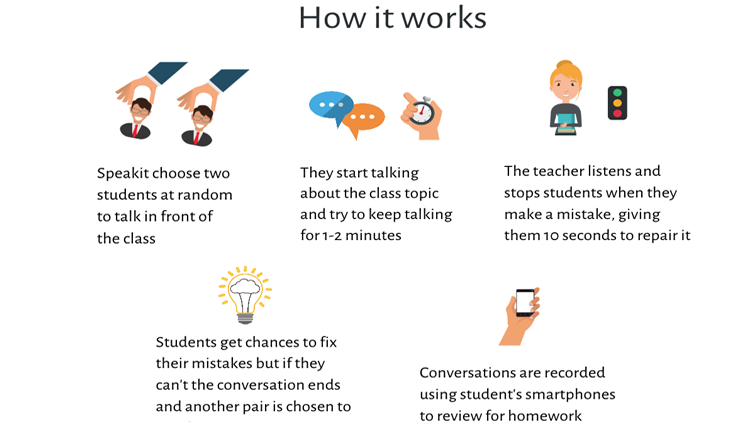 How it works
Speakit choose two
students at random
to talk in front of
the class
They start talking
about the class topic
and try to keep talking
for 1-2 minutes
The teacher listens and
stops students when they
make a mistake, giving
them 10 seconds to repair it
Students get chances to fix
their mistakes but if they
can't the conversation ends
and another pair is chosen to
Conversations are recorded
using student's smartphones
to review for homework